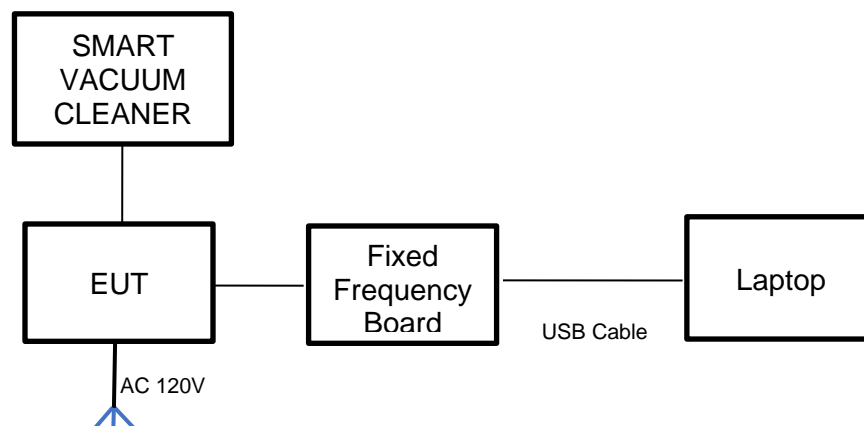 SMART
VACUUM
CLEANER
EUT
Fixed
Frequency
Board
Laptop
USB Cable
AC 120V